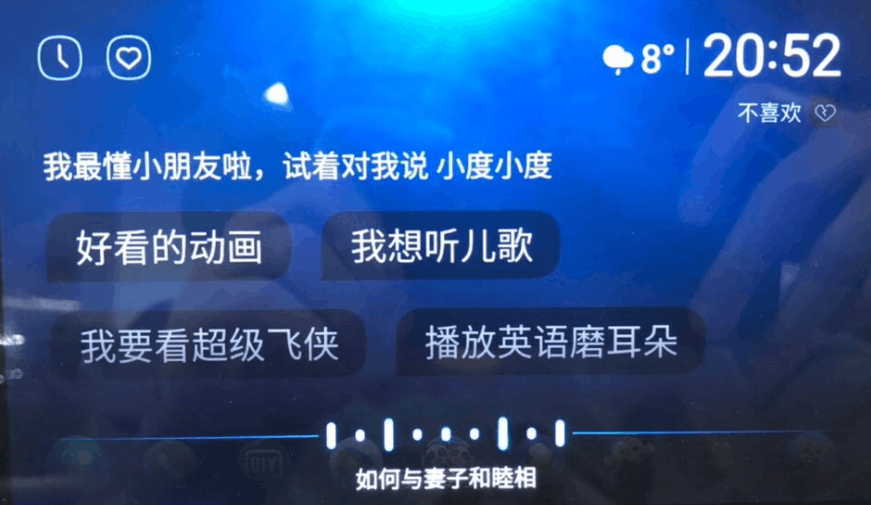 8° 20:52
不喜欢
我最懂小朋友啦，试着对我说 小度小度
好看的动画
我想听儿歌
我要看超级飞侠
播放英语磨耳朵
iQIYI
如何与妻子和睦相